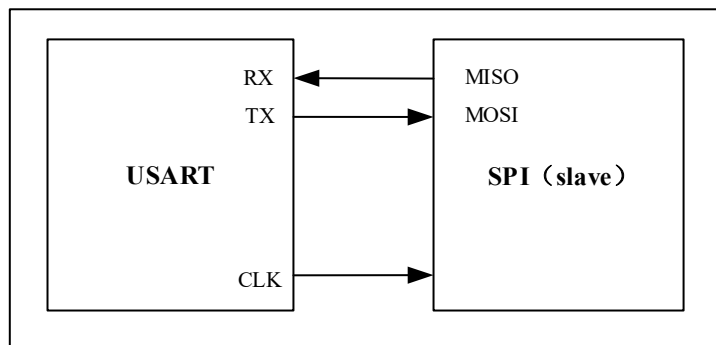 RX
MISO
TX
MOSI
USART
SPI（slave）
CLK